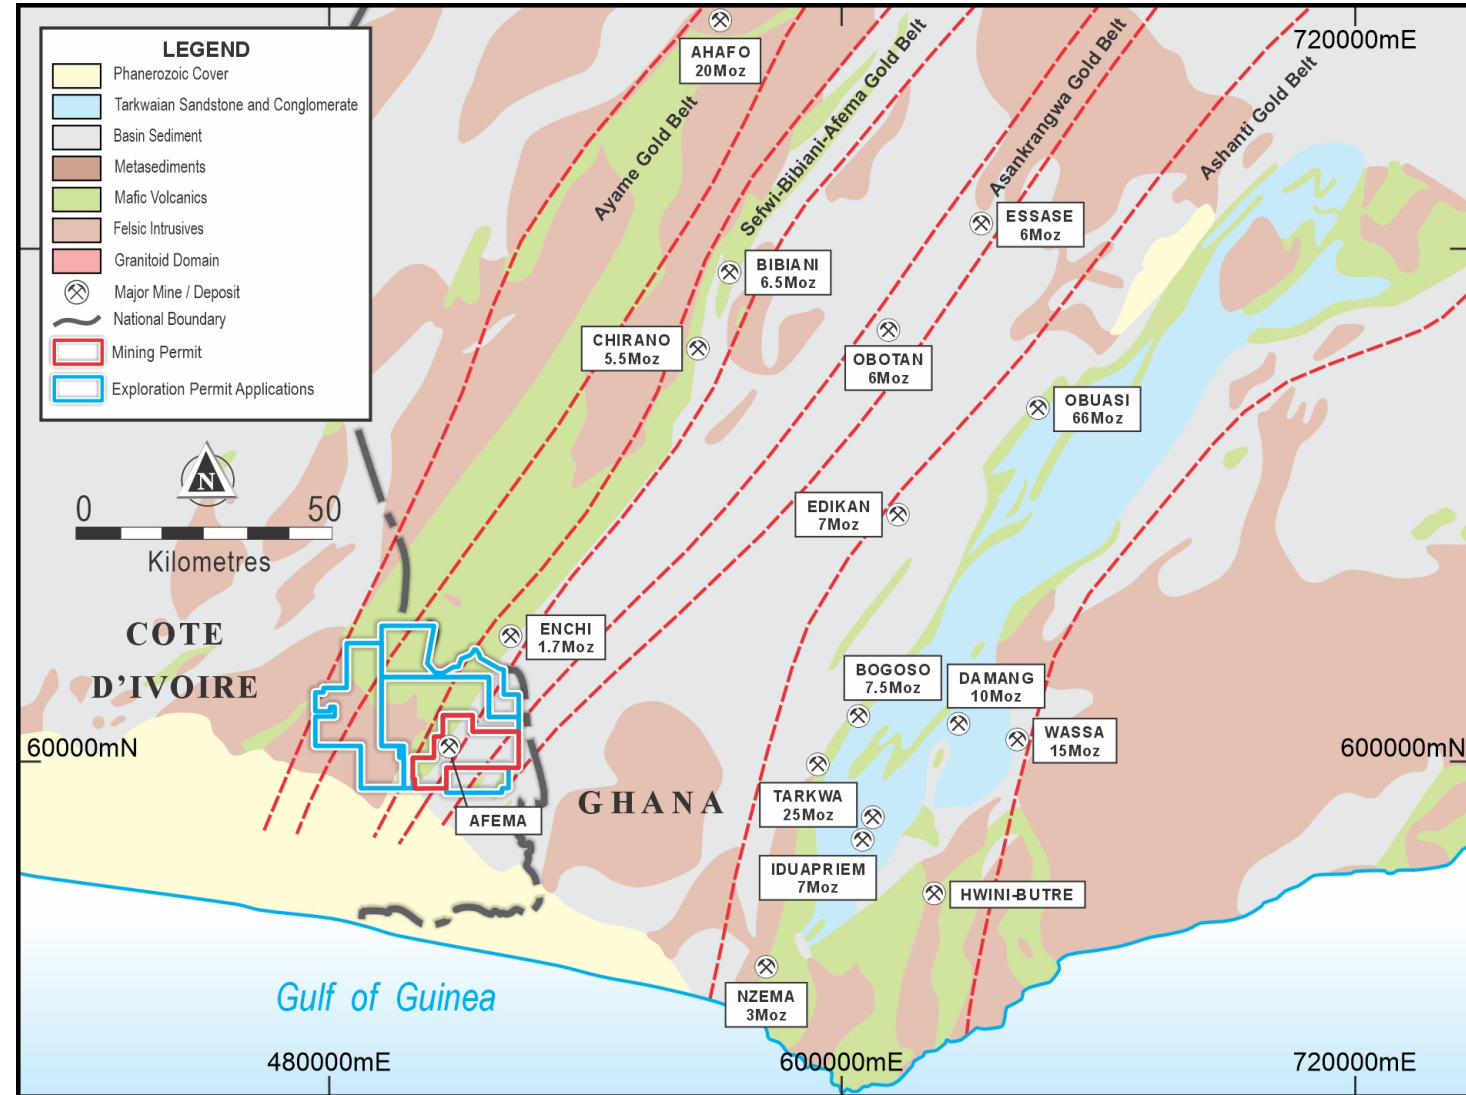 LEGEND
Phanerozoic Cover
Tarkwaian Sandstone and Conglomerate
Basin Sediment
Metasediments
Mafic Volcanics
Felsic Intrusives
Granitoid Domain
Major Mine / Deposit
National Boundary
Mining Permit
Exploration Permit Applications
N
0 50
Kilometres
720000mE
AHAFO
20Moz
Ayame Gold Belt
Sefwi-Bibiani-Afema Gold Belt
Asankrangwa Gold Belt
Ashanti Gold Belt
ESSASE
6Moz
BIBIANI
6.5Moz
CHIRANO
5.5Moz
OBOTAN
6Moz
OBUASI
66Moz
EDIKAN
7Moz
ENCHI
1.7Moz
COTE
D'IVOIRE
BOGOSO
7.5Moz
DAMANG
10Moz
WASSA
15Moz
60000mN
600000mN
TARKWA
25Moz
GHANA
AFEMA
IDUAPRIEM
7Moz
HWINI-BUTRE
NZEMA
3Moz
Gulf of Guinea
480000mE
600000mE
720000mE